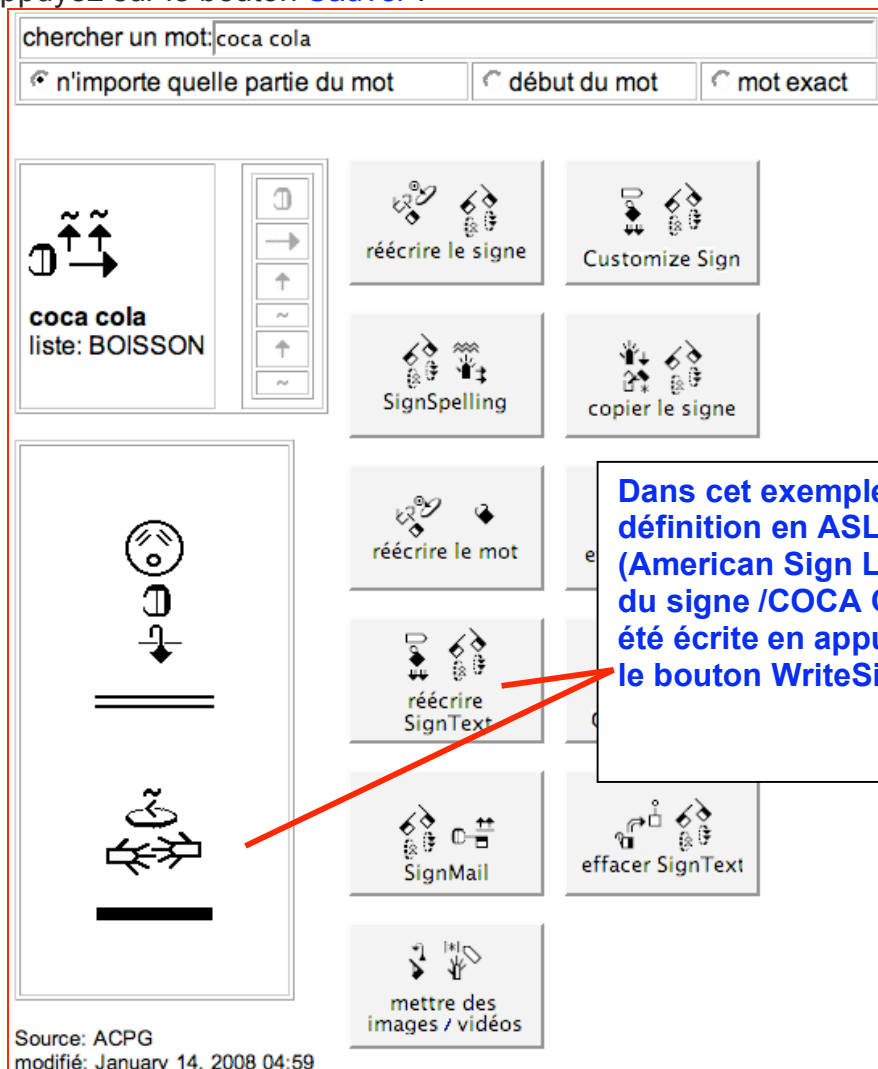 sur le bouton
chercher un mot: coca cola
n'importe quelle partie du mot
début du mot
mot exact
coca cola
liste: BOISSON
réécrire le signe
Customize Sign
SignSpelling
copier le signe
réécrire le mot
Dans cet exemple
définition en ASL
(American Sign L
du signe /COCA
été écrite en appu
le bouton WriteSi
réécrire
SignText
SignMail
effacer SignText
mettre des
images / vidéos
Source: ACPG
modifié: January 14, 2008 04:59